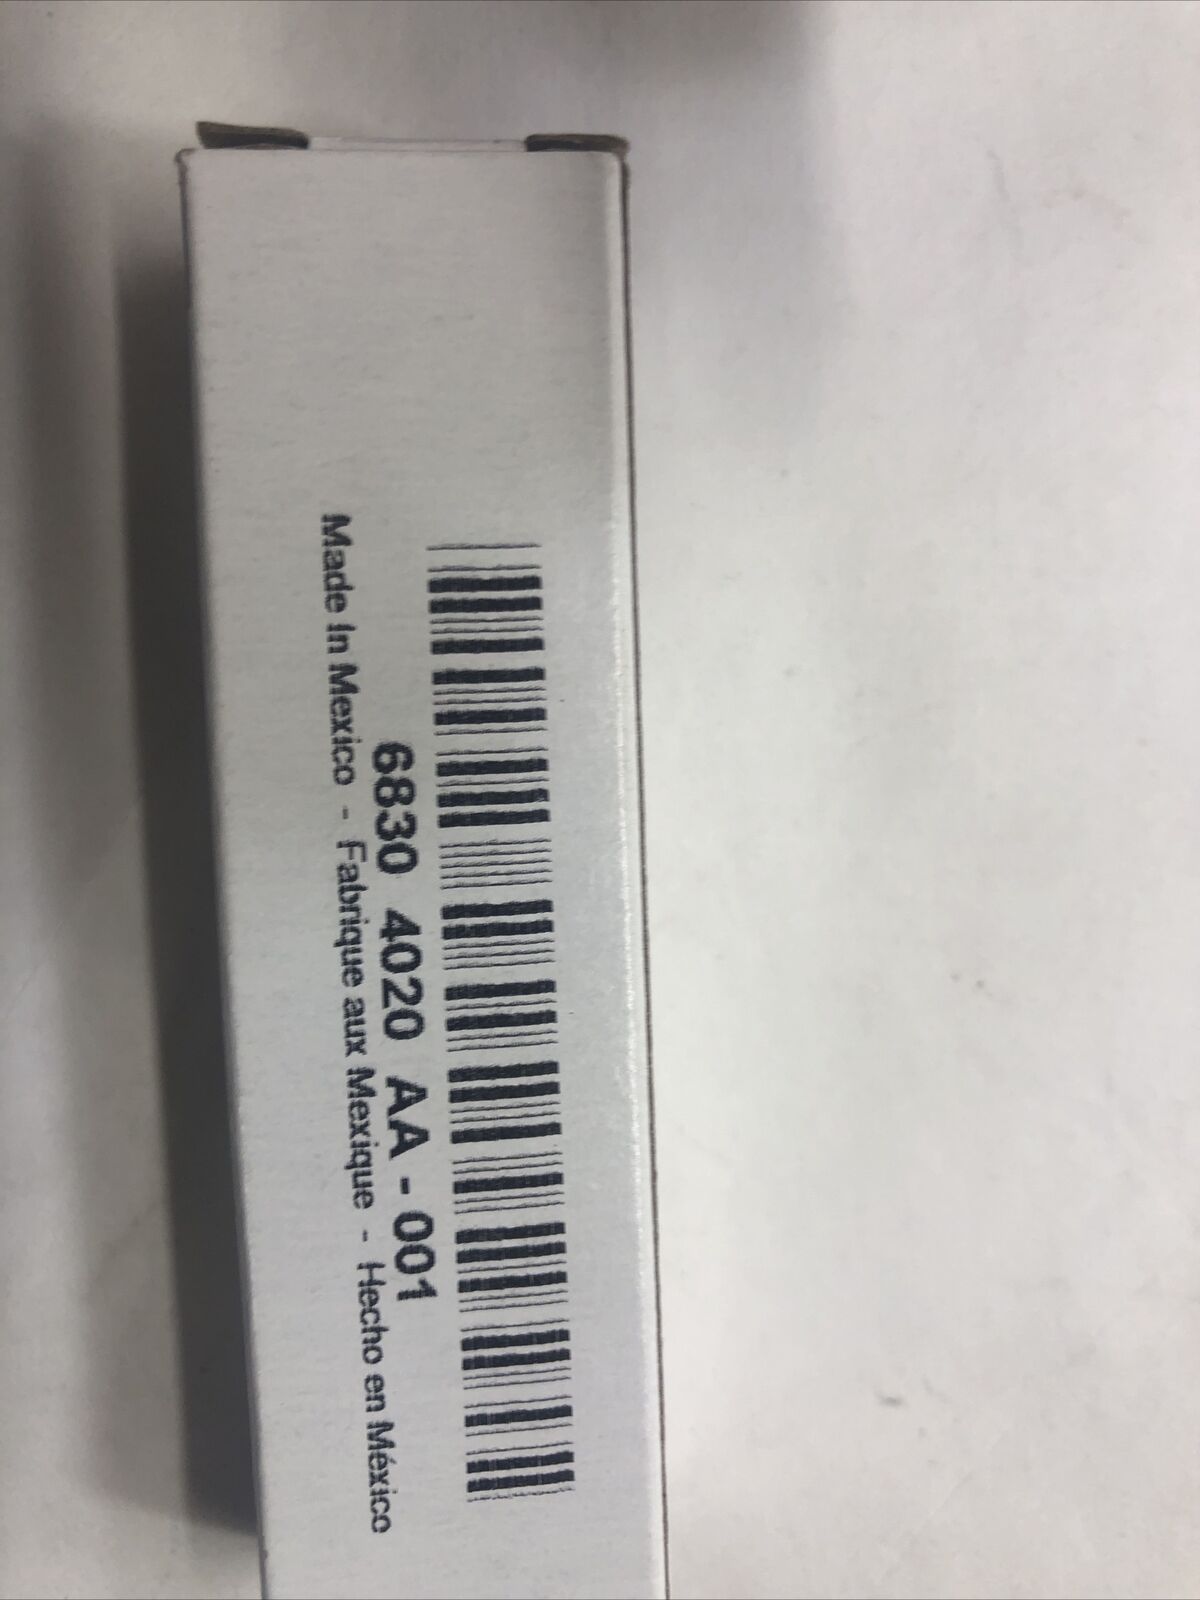 6830 4020 AA - 001
Made In Mexico - Fabrique aux Mexique - Hecho en México